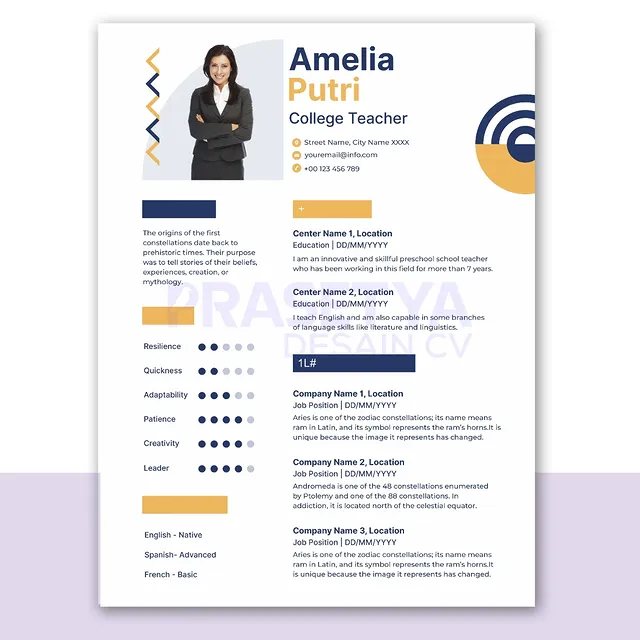 Amelia
Putri
College Teacher
Street Name, City Name XXXX
youremail@info.com
+00 123 456 789
The origins of the first
constellations date back to
prehistoric times. Their purpose
was to tell stories of their beliefs,
experiences, creation, or
mythology.
Resilience
Quickness
Adaptability
Patience
Creativity
Leader
English - Native
Spanish- Advanced
French - Basic
+
Center Name 1, Location
Education | DD/MM/YYYY
I am an innovative and skillful preschool school teacher
who has been working in this field for more than 7 years.
Center Name 2, Location
Education | DD/MM/YYYY
I teach English and am also capable in some branches
of language skills like literature and linguistics.
PRASETYA
DESAIN CV
1L#
Company Name 1, Location
Job Position | DD/MM/YYYY
Aries is one of the zodiac constellations; its name means
ram in Latin, and its symbol represents the ram's horns.It is
unique because the image it represents has changed.
Company Name 2, Location
Job Position | DD/MM/YYYY
Andromeda is one of the 48 constellations enumerated
by Ptolemy and one of the 88 constellations. In
addiction, it is located north of the celestial equator.
Company Name 3, Location
Job Position | DD/MM/YYYY
Aries is one of the zodiac constellations; its name means
ram in Latin, and its symbol represents the ram's horns.It
is unique because the image it represents has changed.